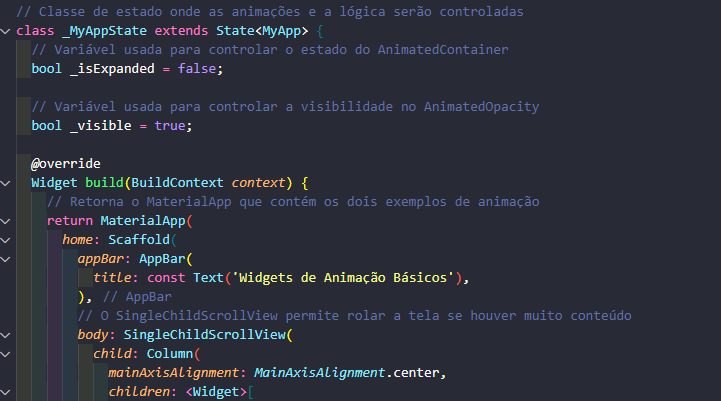 // Classe de estado onde as animações e a lógica serão controladas
class _MyAppState extends State<MyApp> {
// Variável usada para controlar o estado do AnimatedContainer
bool _isExpanded = false;
// Variável usada para controlar a visibilidade no AnimatedOpacity
bool _visible = true;
@override
Widget build(BuildContext context) {
// Retorna o MaterialApp que contém os dois exemplos de animação
return MaterialApp(
home: Scaffold(
appBar: AppBar(
title: const Text('Widgets de Animação Básicos'),
), // AppBar
// O SingleChildScrollView permite rolar a tela se houver muito conteúdo
body: SingleChildScrollView(
child: Column(
mainAxisAlignment: MainAxisAlignment.center,
children: <Widget>[